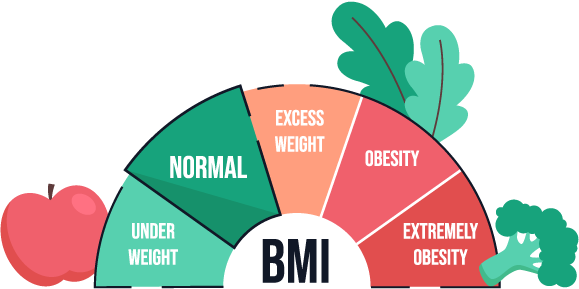 UNDER
WEIGHT
NORMAL
EXCESS
WEIGHT
OBESITY
EXTREMELY
OBESITY
BMI